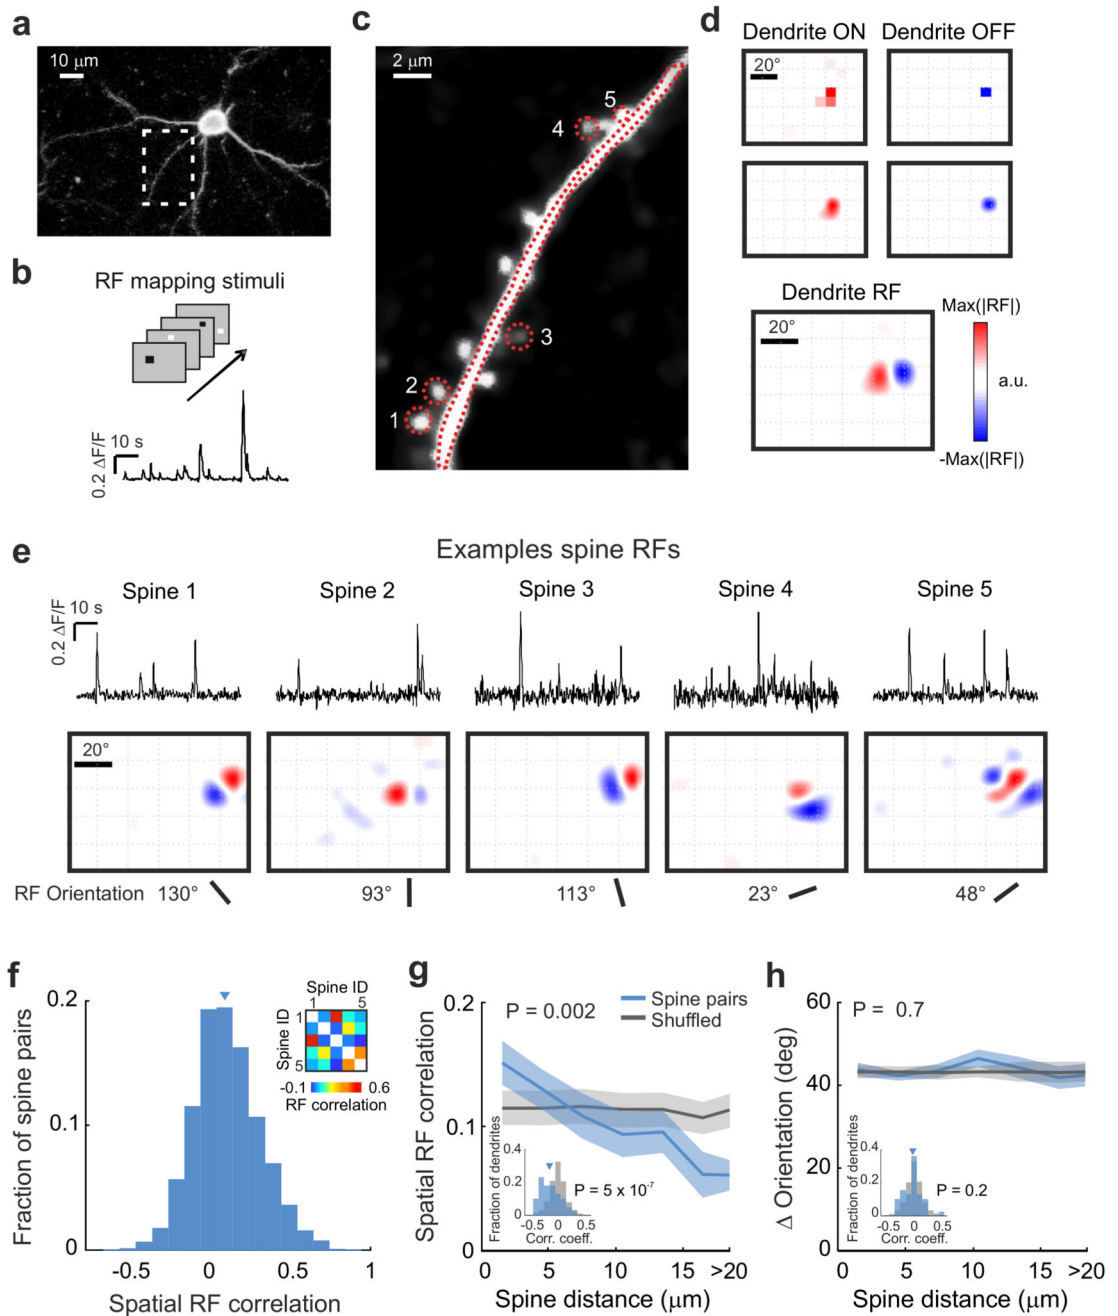 a
10 μm
b
RF mapping stimuli
0.2 ΔF/F
10 s
c
2 μm
5
4
3
2
1
d
Dendrite ON
Dendrite OFF
20°
Dendrite RF
20°
Max(|RF|)
a.u.
-Max(|RF|)
e
Examples spine RFs
Spine 1
Spine 2
Spine 3
Spine 4
Spine 5
0.2 ΔF/F
10 s
20°
RF Orientation
130°
93°
113°
23°
48°
f
0.2
0.1
0
Fraction of spine pairs
-0.5
0
0.5
1
Spatial RF correlation
Spine ID
1
5
Spine ID
1
5
-0.1
0.6
RF correlation
g
0.2
0.1
0
Spatial RF correlation
P = 0.002
Spine pairs
Shuffled
Fraction of dendrites
0.4
0.2
0
-0.5
0
0.5
Corr. coeff.
P = 5 x 10⁻⁷
0
5
10
15
>20
Spine distance (μm)
h
60
40
20
0
Δ Orientation (deg)
P = 0.7
Fraction of dendrites
0.4
0.2
0
-0.5
0
0.5
Corr. coeff.
P = 0.2
0
5
10
15
>20
Spine distance (μm)